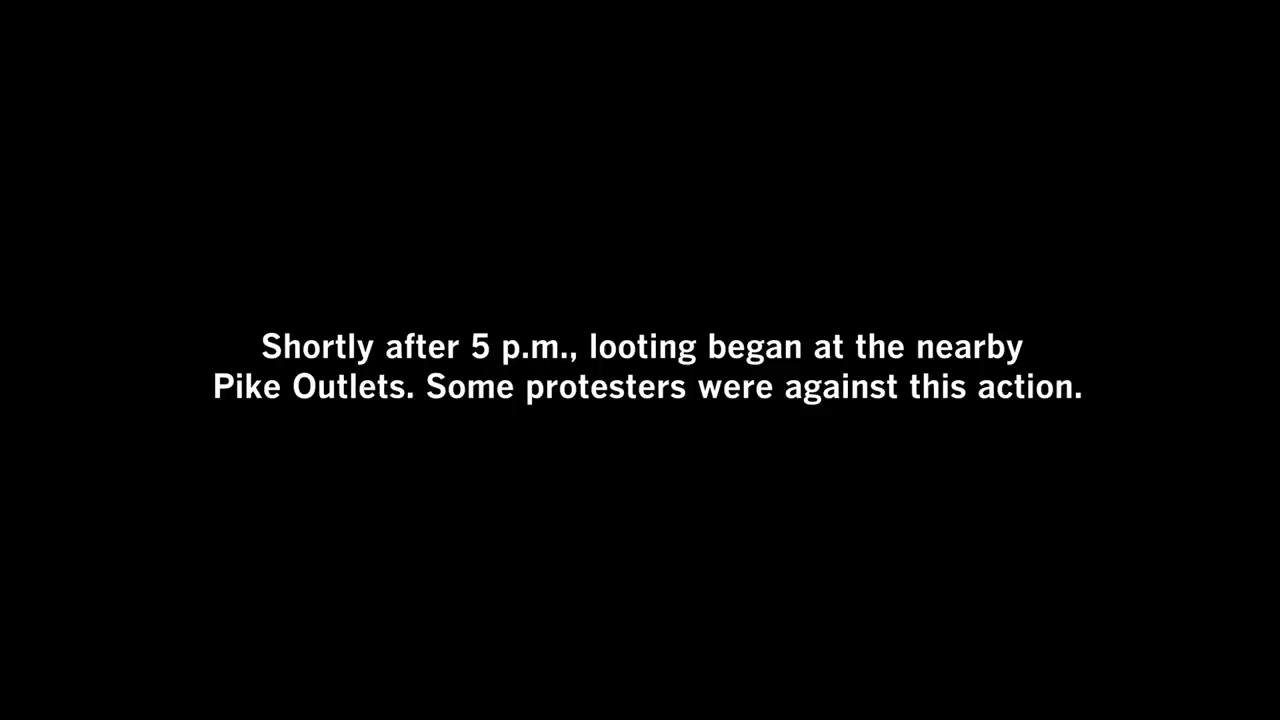 Shortly after 5 p.m., looting began at the nearby
Pike Outlets. Some protesters were against this action.